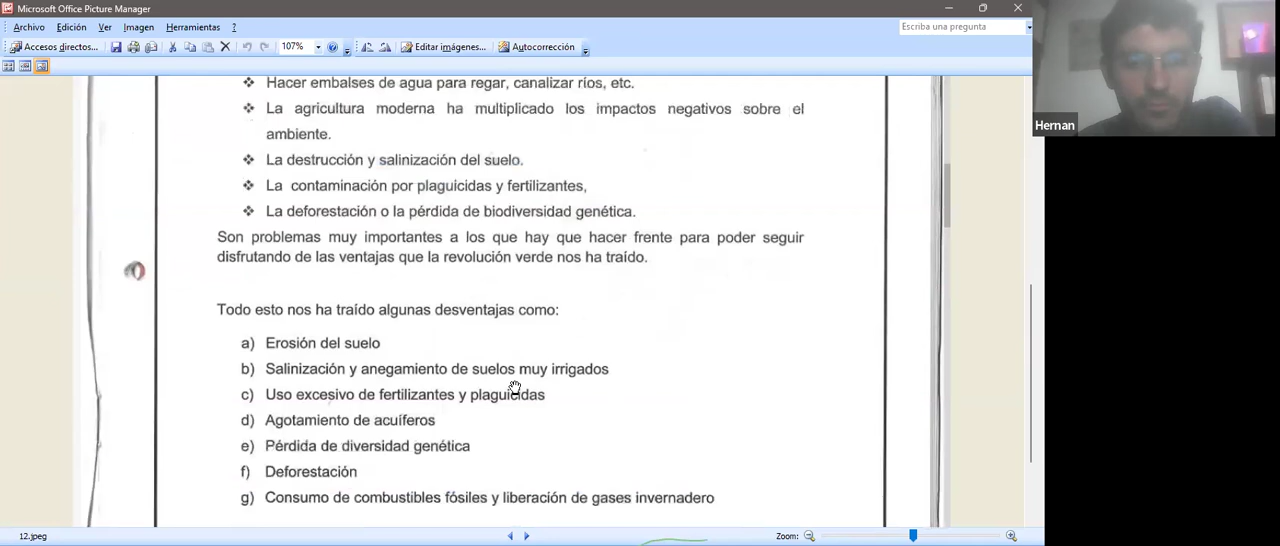 Microsoft Office Picture Manager
Archivo Edición Ver Imagen Herramientas ?
Escriba una pregunta
Accesos directos... 107% Editar imágenes... Autocorrección
Hernan
❖ Hacer embalses de agua para regar, canalizar ríos, etc.
❖ La agricultura moderna ha multiplicado los impactos negativos sobre el
ambiente.
❖ La destrucción y salinización del suelo.
❖ La contaminación por plaguicidas y fertilizantes,
❖ La deforestación o la pérdida de biodiversidad genética.
Son problemas muy importantes a los que hay que hacer frente para poder seguir
disfrutando de las ventajas que la revolución verde nos ha traído.
Todo esto nos ha traído algunas desventajas como:
a) Erosión del suelo
b) Salinización y anegamiento de suelos muy irrigados
c) Uso excesivo de fertilizantes y plaguicidas
d) Agotamiento de acuíferos
e) Pérdida de diversidad genética
f) Deforestación
g) Consumo de combustibles fósiles y liberación de gases invernadero
12.jpeg
Zoom: